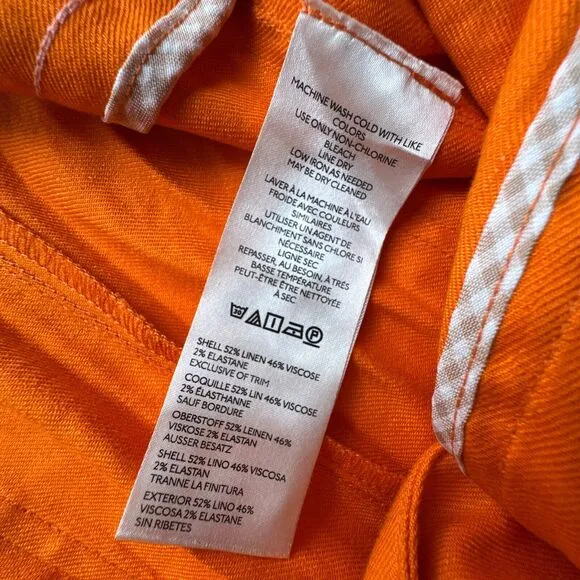 MACHINE WASH COLD WITH LIKE
COLORS
USE ONLY NON-CHLORINE
BLEACH
LINE DRY
LOW IRON AS NEEDED
MAY BE DRY CLEANED
LAVER À LA MACHINE À L'EAU
FROIDE AVEC COULEURS
SIMILAIRES
UTILISER UN AGENT DE
BLANCHIMENT SANS CHLORE SI
NÉCESSAIRE
LIGNE SEC
REPASSER, AU BESOIN, À TRÉS
BASSE TEMPÉRATURE
PEUT-ÊTRE ÊTRE NETTOYÉE
À SEC
30 P
SHELL 52% LINEN 46% VISCOSE
2% ELASTANE
EXCLUSIVE OF TRIM
COQUILLE 52% LIN 46% VISCOSE
2% ÉLASTHANNE
SAUF BORDURE
OBERSTOFF 52% LEINEN 46%
VISKOSE 2% ELASTAN
AUSSER BESATZ
SHELL 52% LINO 46% VISCOSA
2% ELASTAN
TRANNE LA FINITURA
EXTERIOR 52% LINO 46%
VISCOSA 2% ELASTANE
SIN RIBETES